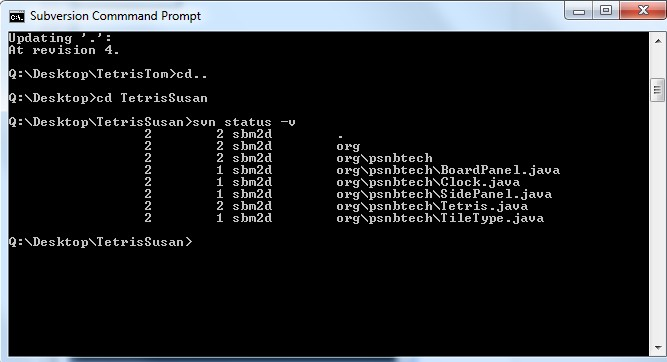 Subversion Commmand Prompt
Updating '.':
At revision 4.
Q:\Desktop\TetrisTom>cd..
Q:\Desktop>cd TetrisSusan
Q:\Desktop\TetrisSusan>svn status -v
2 2 sbm2d .
2 2 sbm2d org
2 2 sbm2d org\psnbtech
2 1 sbm2d org\psnbtech\BoardPanel.java
2 1 sbm2d org\psnbtech\Clock.java
2 1 sbm2d org\psnbtech\SidePanel.java
2 2 sbm2d org\psnbtech\Tetris.java
2 1 sbm2d org\psnbtech\TileType.java
Q:\Desktop\TetrisSusan>